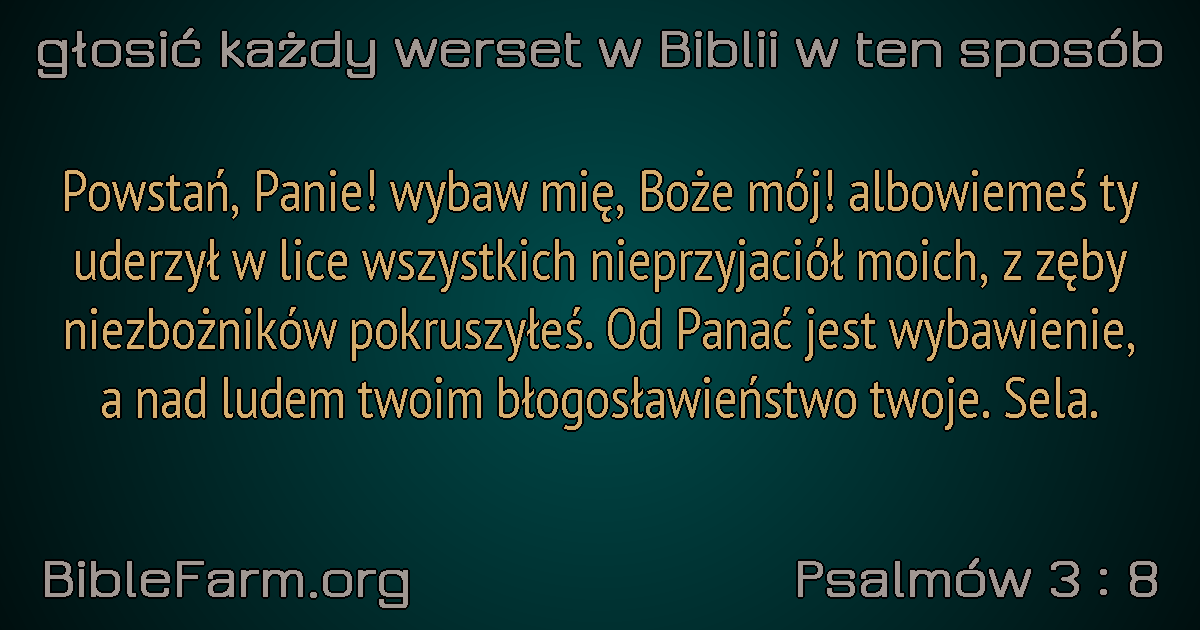 głosić każdy werset w Biblii w ten sposób
Powstań, Panie! wybaw mię, Boże mój! albowiemeś ty
uderzył w lice wszystkich nieprzyjaciół moich, z zęby
niezbożników pokruszyłeś. Od Panać jest wybawienie,
a nad ludem twoim błogosławieństwo twoje. Sela.
BibleFarm.org
Psalmów 3 : 8